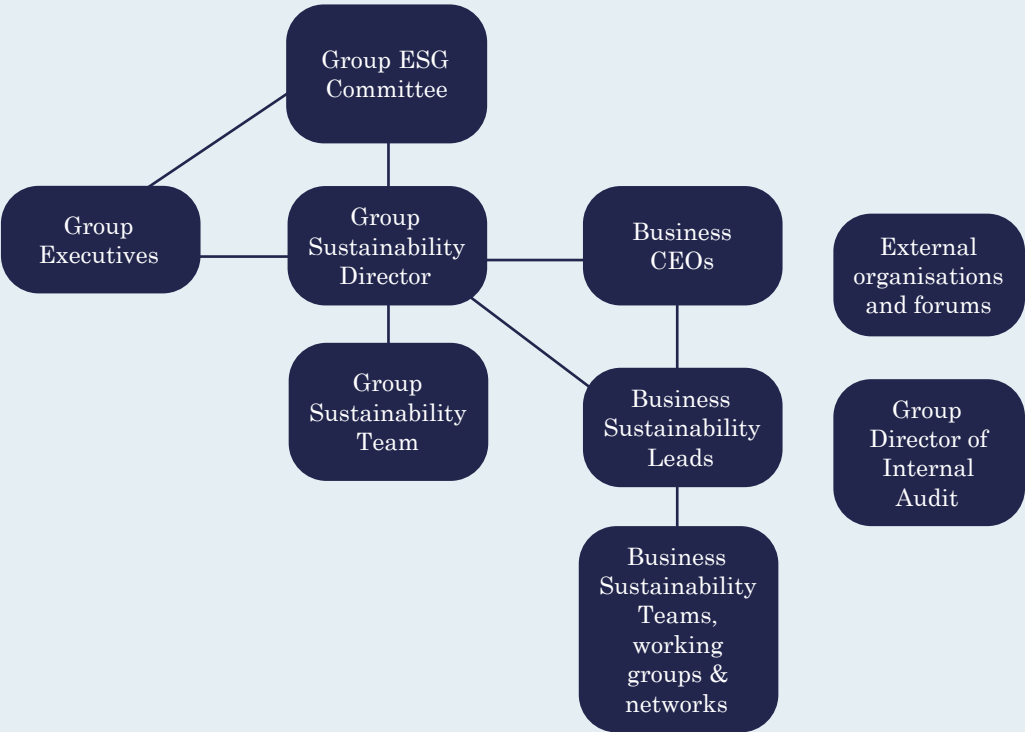 Group ESG
Committee
Group
Executives
Group
Sustainability
Director
Business
CEOs
External
organisations
and forums
Group
Sustainability
Team
Business
Sustainability
Leads
Group
Director of
Internal
Audit
Business
Sustainability
Teams,
working
groups &
networks